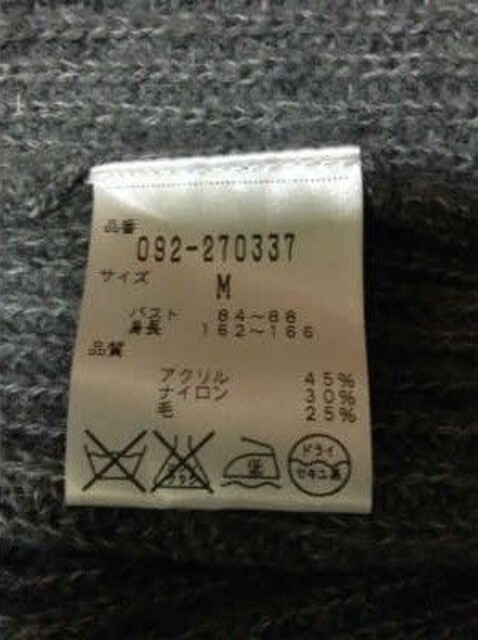 品番
092-270337
サイズ
M
バスト 84〜88
身長 162〜166
品質
アクリル 45%
ナイロン 30%
毛 25%
ドライ
セキユ系